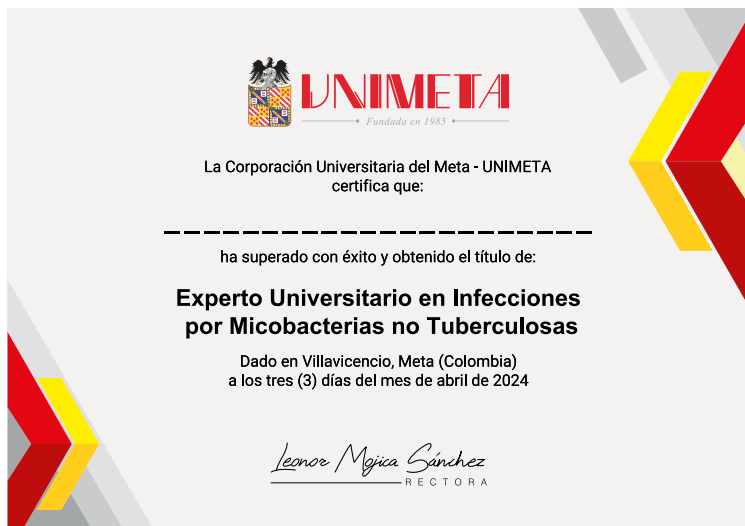 UNIMETA
Fundada en 1985
La Corporación Universitaria del Meta - UNIMETA
certifica que:
ha superado con éxito y obtenido el título de:
Experto Universitario en Infecciones
por Micobacterias no Tuberculosas
Dado en Villavicencio, Meta (Colombia)
a los tres (3) días del mes de abril de 2024
Leonor Mojica Sánchez
RECTORA